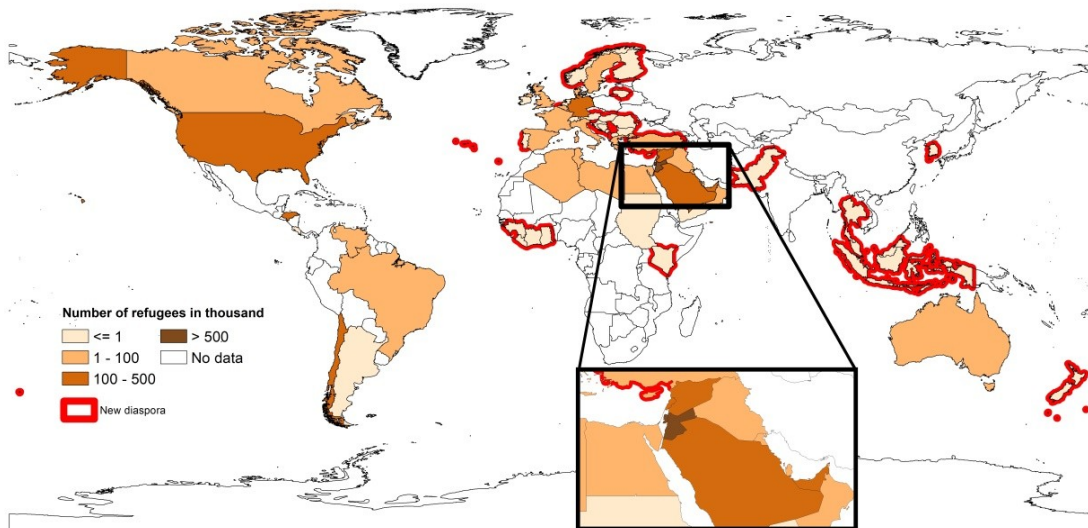 Number of refugees in thousand
<= 1
> 500
1 - 100
No data
100 - 500
New diaspora